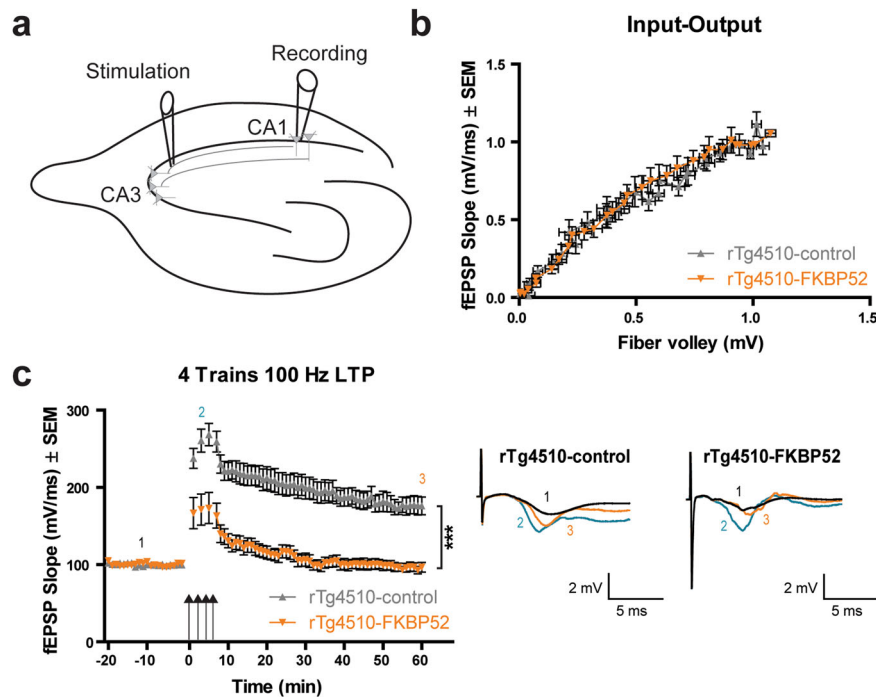 a
Stimulation
Recording
CA1
CA3
b
Input-Output
fEPSP Slope (mV/ms) ± SEM
1.5
1.0
0.5
0.0
0.0 0.5 1.0 1.5
Fiber volley (mV)
rTg4510-control
rTg4510-FKBP52
c
4 Trains 100 Hz LTP
fEPSP Slope (mV/ms) ± SEM
300
200
100
0
-20 -10 0 10 20 30 40 50 60
Time (min)
1
2
3
***
rTg4510-control
rTg4510-FKBP52
rTg4510-control
1
2
3
2 mV
5 ms
rTg4510-FKBP52
1
2
3
2 mV
5 ms